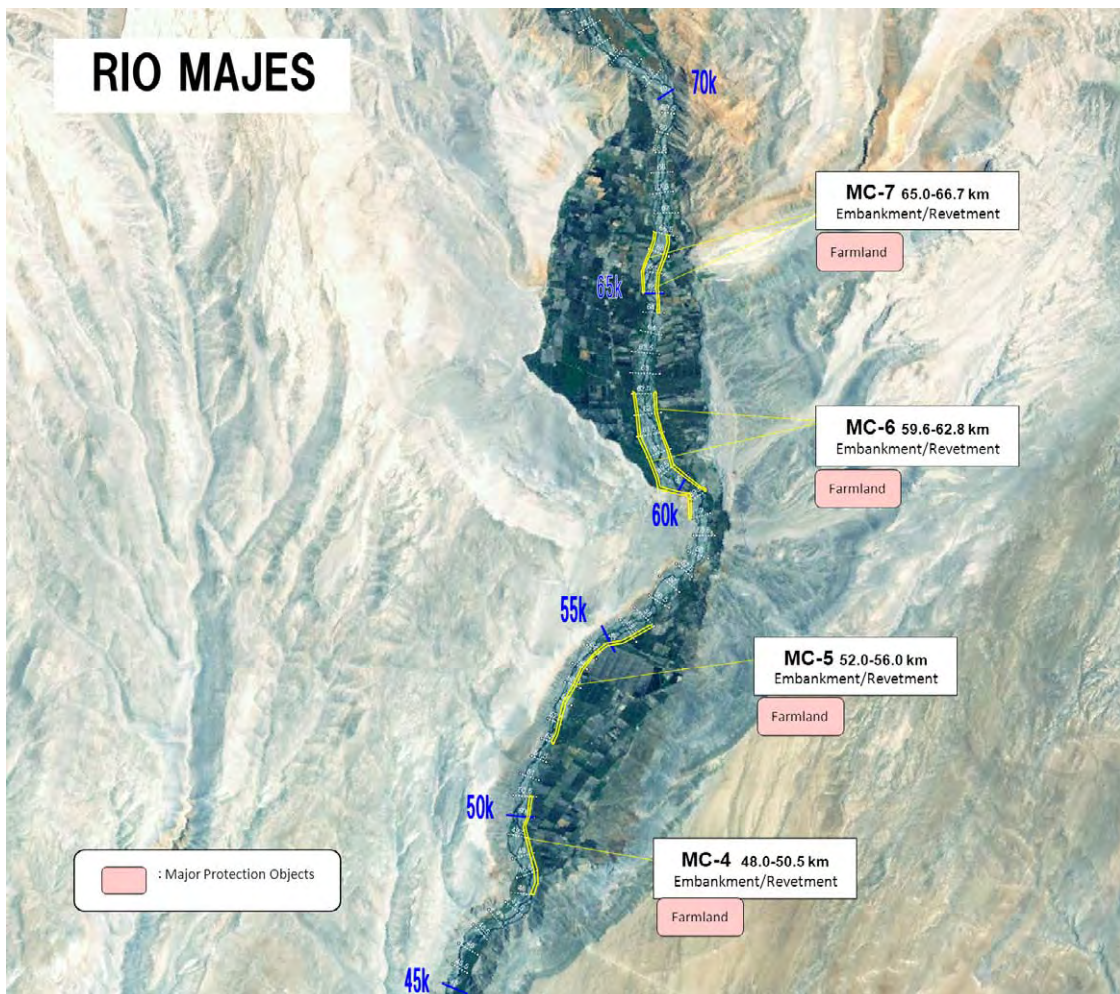 RIO MAJES
70k
MC-7 65.0-66.7 km
Embankment/Revetment
Farmland
65k
MC-6 59.6-62.8 km
Embankment/Revetment
Farmland
60k
55k
MC-5 52.0-56.0 km
Embankment/Revetment
Farmland
50k
MC-4 48.0-50.5 km
Embankment/Revetment
Farmland
: Major Protection Objects
45k